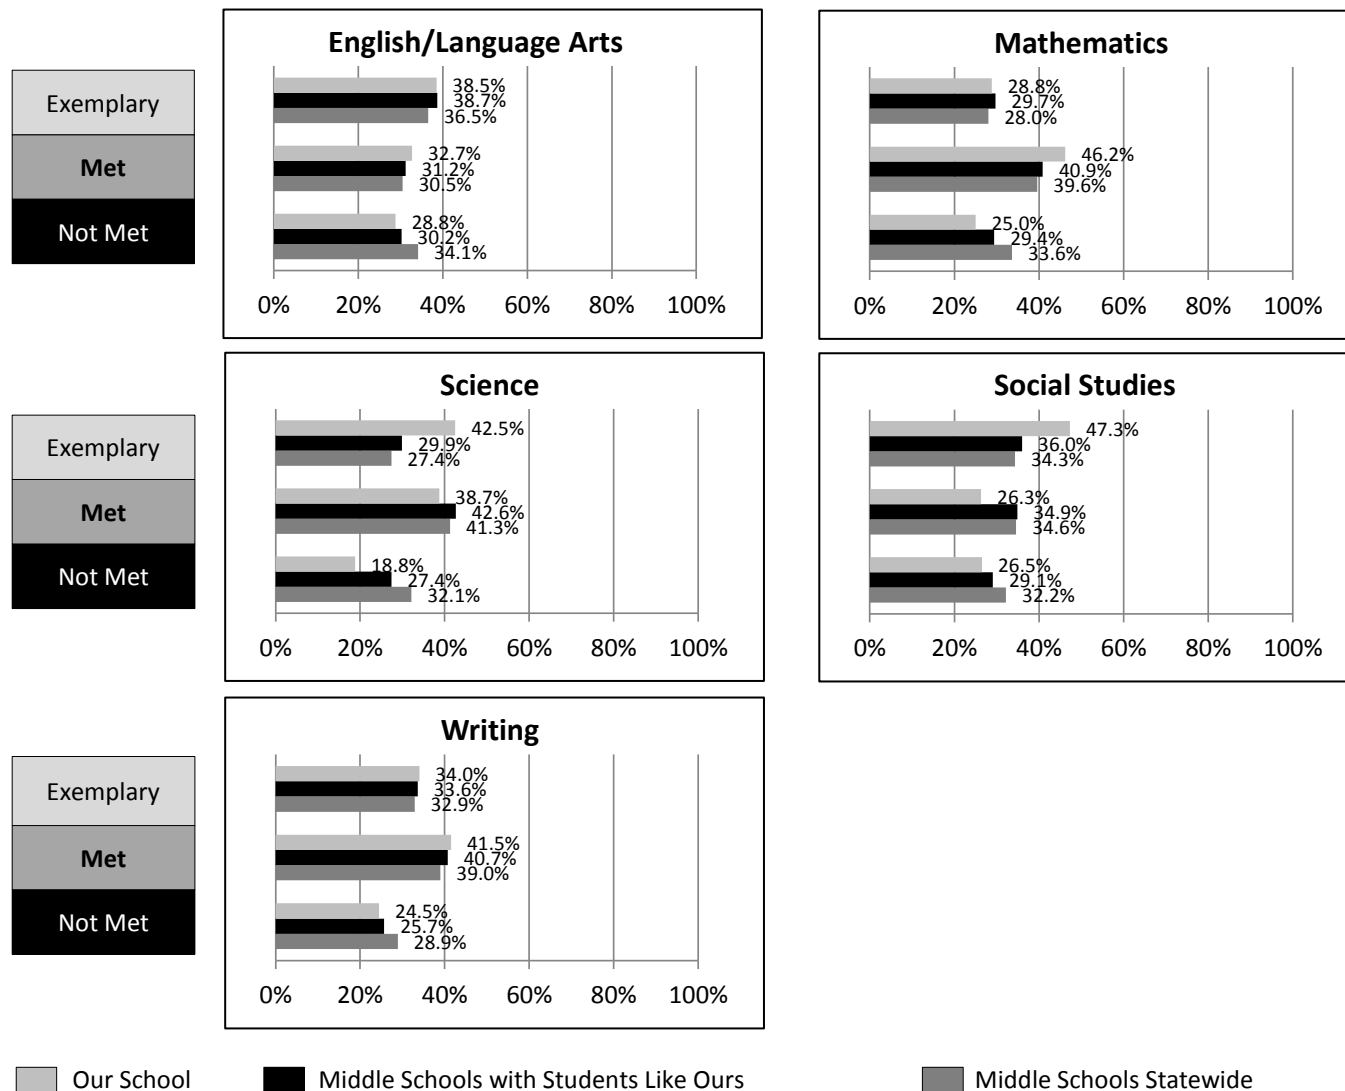 English/Language Arts
Exemplary
Met
Not Met
38.5%
38.7%
36.5%
32.7%
31.2%
30.5%
28.8%
30.2%
34.1%
0% 20% 40% 60% 80% 100%
Mathematics
28.8%
29.7%
28.0%
46.2%
40.9%
39.6%
25.0%
29.4%
33.6%
0% 20% 40% 60% 80% 100%
Science
Exemplary
Met
Not Met
42.5%
29.9%
27.4%
38.7%
42.6%
41.3%
18.8%
27.4%
32.1%
0% 20% 40% 60% 80% 100%
Social Studies
47.3%
36.0%
34.3%
26.3%
34.9%
34.6%
26.5%
29.1%
32.2%
0% 20% 40% 60% 80% 100%
Writing
Exemplary
Met
Not Met
34.0%
33.6%
32.9%
41.5%
40.7%
39.0%
24.5%
25.7%
28.9%
0% 20% 40% 60% 80% 100%
Our School Middle Schools with Students Like Ours Middle Schools Statewide